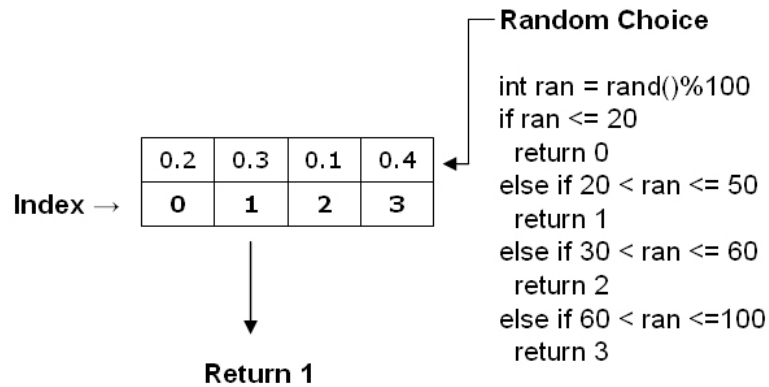 Random Choice
int ran = rand()%100
if ran <= 20
return 0
else if 20 < ran <= 50
return 1
else if 30 < ran <= 60
return 2
else if 60 < ran <=100
return 3
0.2 0.3 0.1 0.4
Index → 0 1 2 3
Return 1